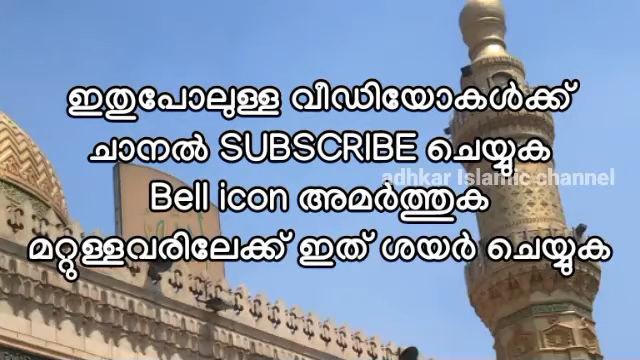 ഇതുപോലുള്ള വീഡിയോകൾക്ക്
ചാനൽ SUBSCRIBE ചെയ്യുക
adhkar Islamic channel
Bell icon അമർത്തുക
മറ്റുള്ളവരിലേക്ക് ഇത് ശയർ ചെയ്യുക